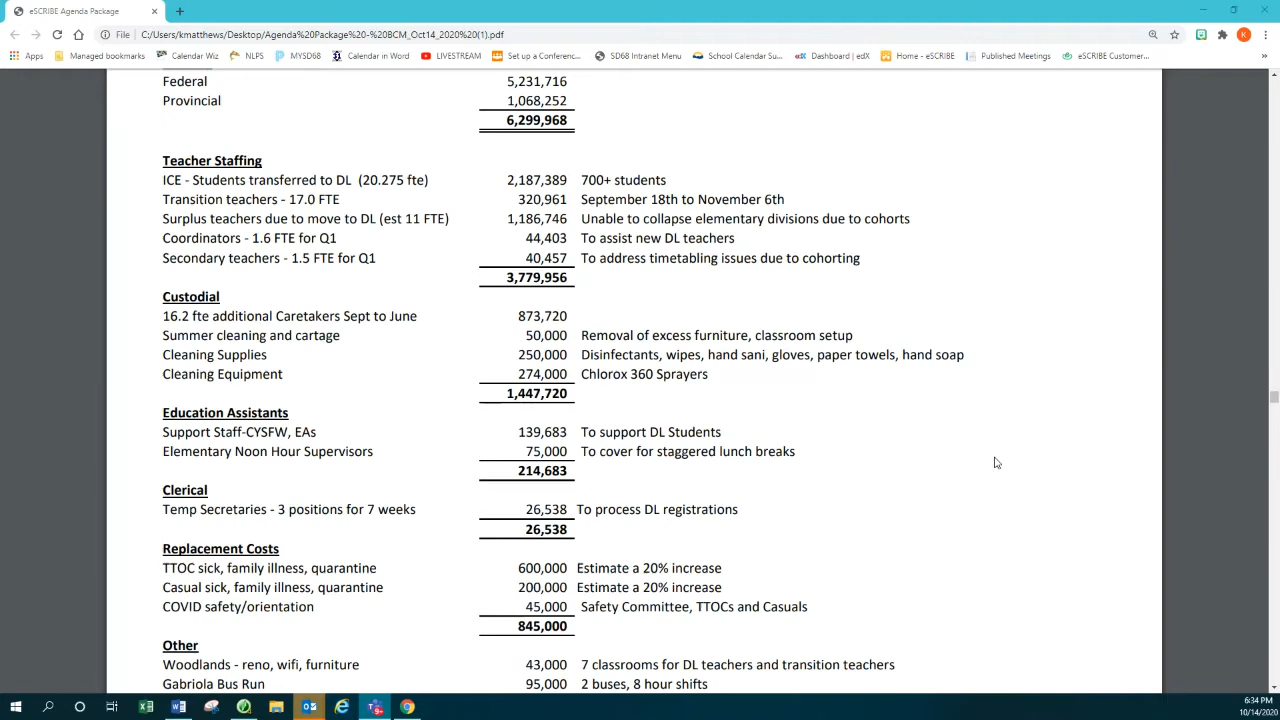 eSCRIBE Agenda Package
File C:/Users/kmatthews/Desktop/Agenda%20Package%20-%20BCM_Oct14_2020%20(1).pdf
Apps Managed bookmarks Calendar Wiz NLPS MYSD68 Calendar in Word LIVESTREAM Set up a Conferenc... SD68 Intranet Menu School Calendar Su... Dashboard | edX Home - eSCRIBE Published Meetings eSCRIBE Customer...
Federal 5,231,716
Provincial 1,068,252
6,299,968
Teacher Staffing
ICE - Students transferred to DL (20.275 fte) 2,187,389 700+ students
Transition teachers - 17.0 FTE 320,961 September 18th to November 6th
Surplus teachers due to move to DL (est 11 FTE) 1,186,746 Unable to collapse elementary divisions due to cohorts
Coordinators - 1.6 FTE for Q1 44,403 To assist new DL teachers
Secondary teachers - 1.5 FTE for Q1 40,457 To address timetabling issues due to cohorting
3,779,956
Custodial
16.2 fte additional Caretakers Sept to June 873,720
Summer cleaning and cartage 50,000 Removal of excess furniture, classroom setup
Cleaning Supplies 250,000 Disinfectants, wipes, hand sani, gloves, paper towels, hand soap
Cleaning Equipment 274,000 Chlorox 360 Sprayers
1,447,720
Education Assistants
Support Staff-CYSFW, EAs 139,683 To support DL Students
Elementary Noon Hour Supervisors 75,000 To cover for staggered lunch breaks
214,683
Clerical
Temp Secretaries - 3 positions for 7 weeks 26,538 To process DL registrations
26,538
Replacement Costs
TTOC sick, family illness, quarantine 600,000 Estimate a 20% increase
Casual sick, family illness, quarantine 200,000 Estimate a 20% increase
COVID safety/orientation 45,000 Safety Committee, TTOCs and Casuals
845,000
Other
Woodlands - reno, wifi, furniture 43,000 7 classrooms for DL teachers and transition teachers
Gabriola Bus Run 95,000 2 buses, 8 hour shifts
6:34 PM
10/14/2020